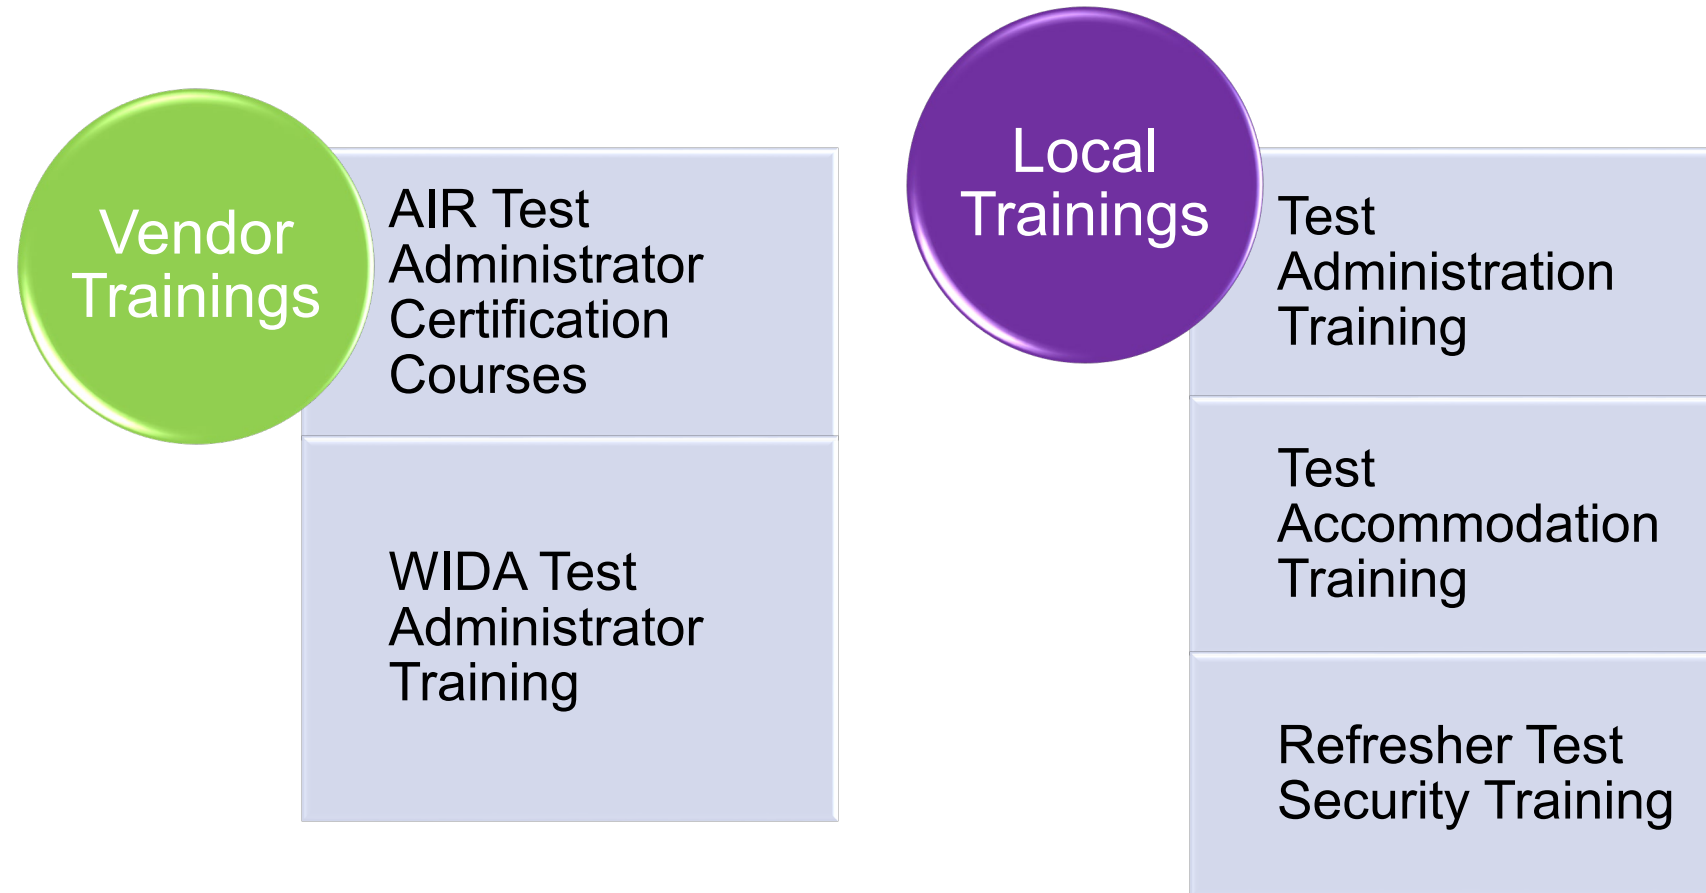 Vendor
Trainings
AIR Test
Administrator
Certification
Courses
WIDA Test
Administrator
Training
Local
Trainings
Test
Administration
Training
Test
Accommodation
Training
Refresher Test
Security Training